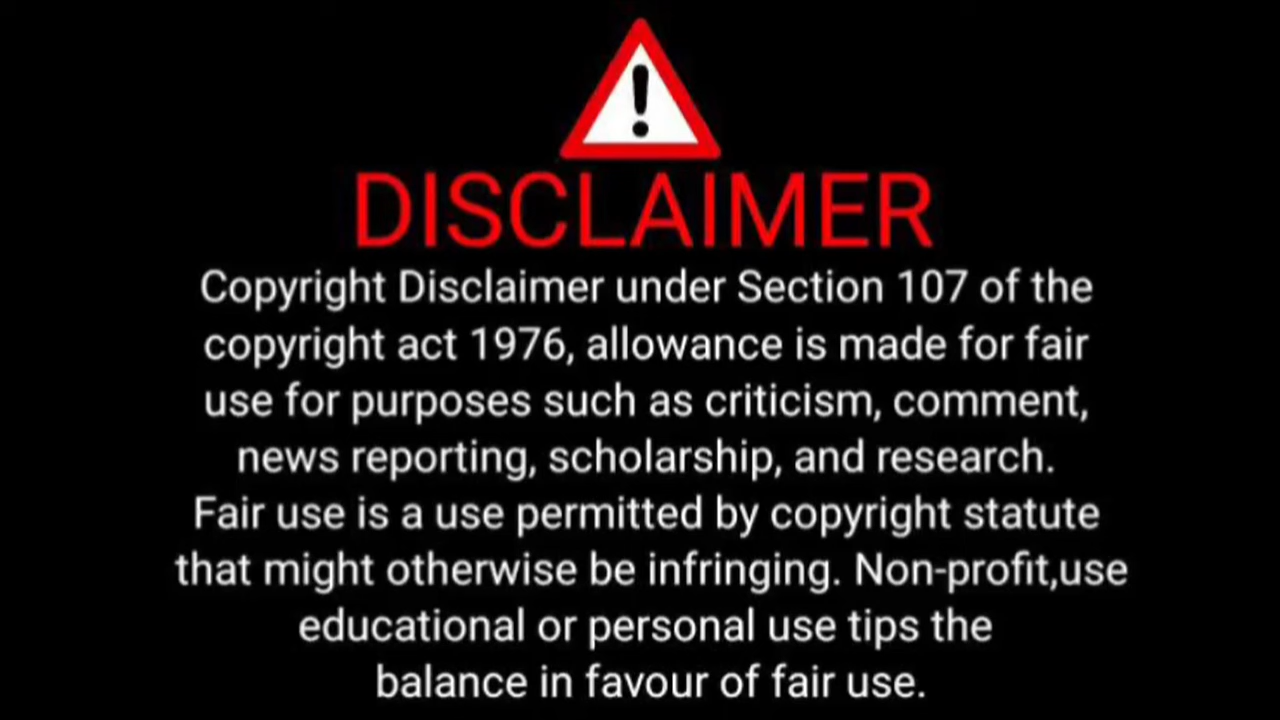 DISCLAIMER
Copyright Disclaimer under Section 107 of the
copyright act 1976, allowance is made for fair
use for purposes such as criticism, comment,
news reporting, scholarship, and research.
Fair use is a use permitted by copyright statute
that might otherwise be infringing. Non-profit,use
educational or personal use tips the
balance in favour of fair use.